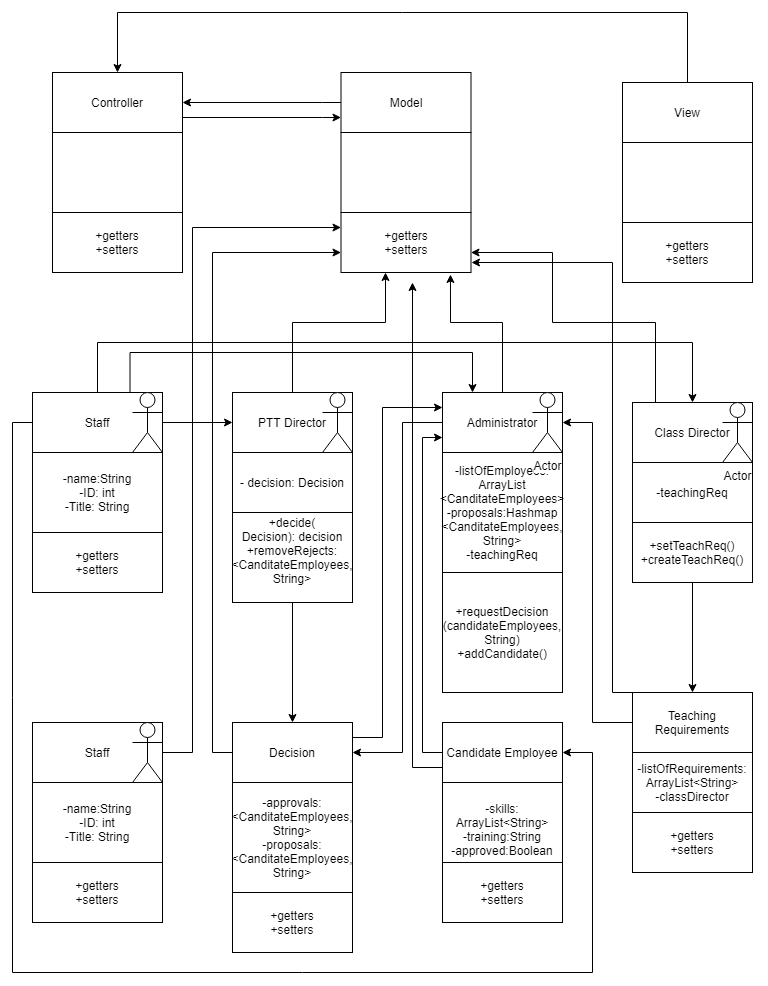 Controller
+getters
+setters
Model
+getters
+setters
View
+getters
+setters
Staff
-name:String
-ID: int
-Title: String
+getters
+setters
PTT Director
- decision: Decision
+decide(
Decision): decision
+removeRejects:
<CanditateEmployees,
String>
Administrator
Actor
-listOfEmployees:
ArrayList
<CanditateEmployees>
-proposals:Hashmap
<CanditateEmployees,
String>
-teachingReq
+requestDecision
(candidateEmployees,
String)
+addCandidate()
Class Director
Actor
-teachingReq
+setTeachReq()
+createTeachReq()
Staff
-name:String
-ID: int
-Title: String
+getters
+setters
Decision
-approvals:
<CanditateEmployees,
String>
-proposals:
<CanditateEmployees,
String>
+getters
+setters
Candidate Employee
-skills:
ArrayList<String>
-training:String
-approved:Boolean
+getters
+setters
Teaching
Requirements
-listOfRequirements:
ArrayList<String>
-classDirector
+getters
+setters